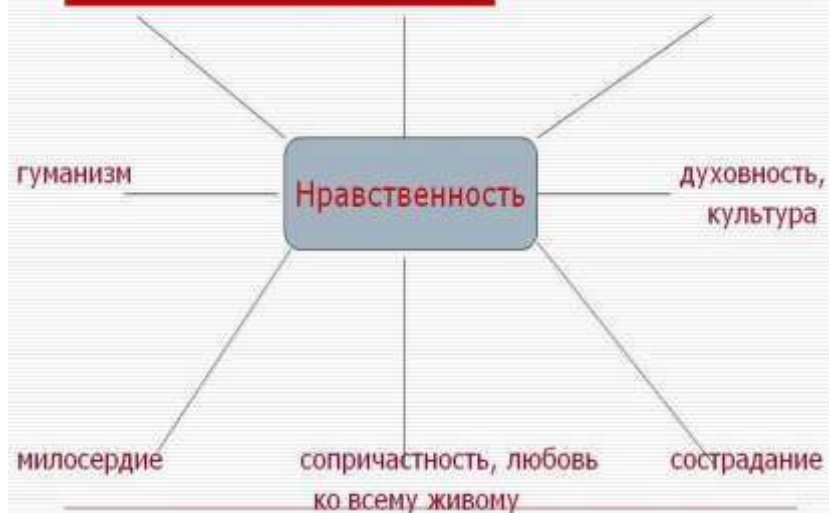 гуманизм
Нравственность
духовность,
культура
милосердие
сопричастность, любовь
ко всему живому
сострадание